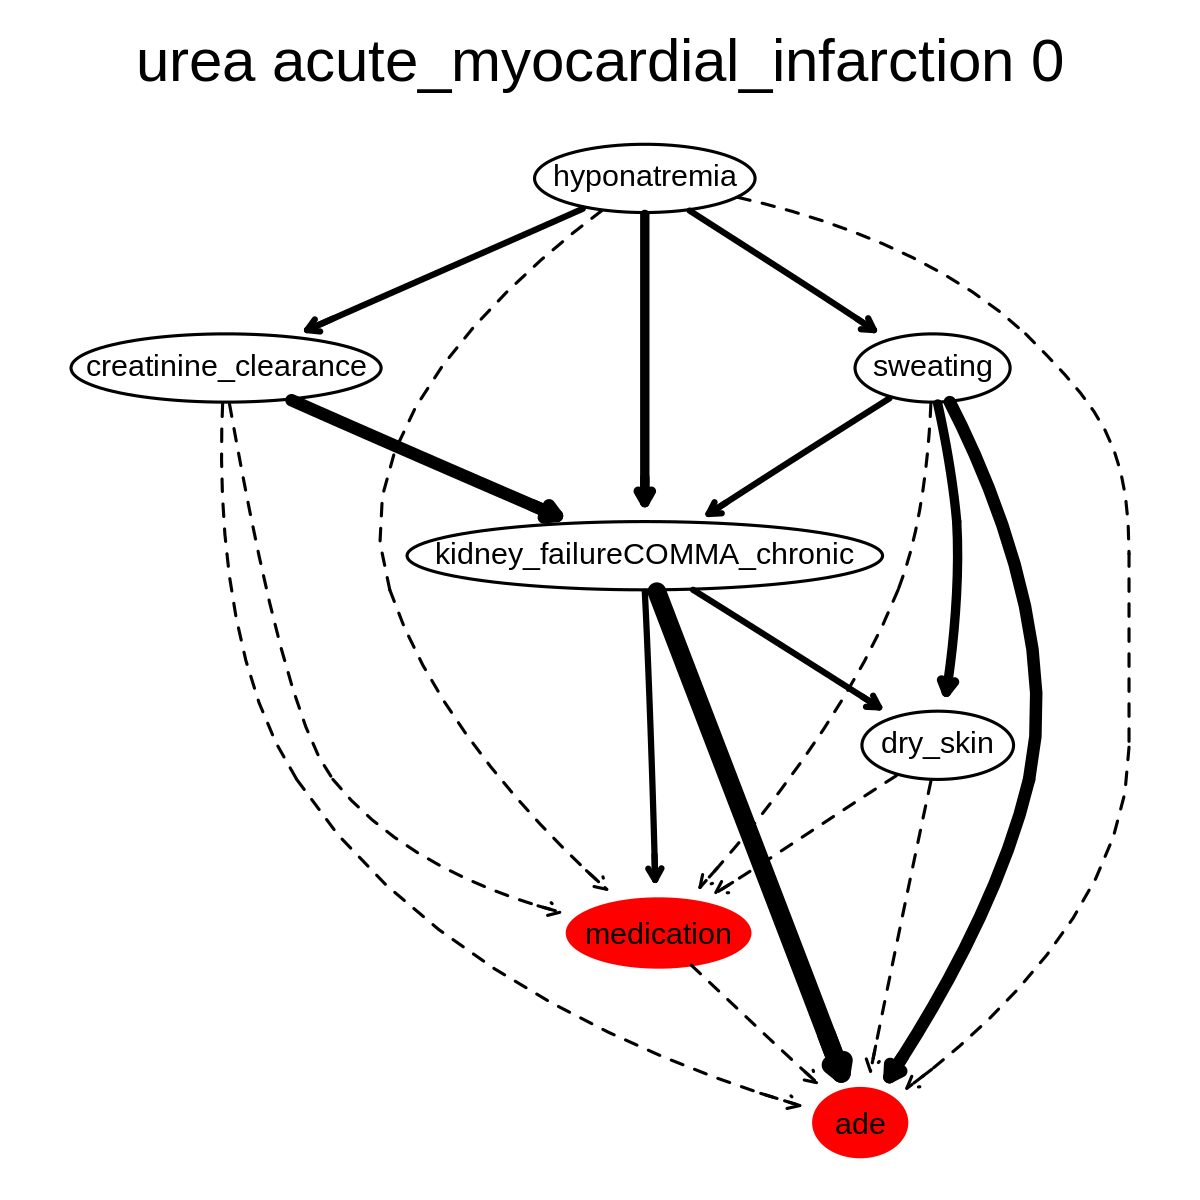 urea acute_myocardial_infarction 0
hyponatremia
creatinine_clearance
sweating
kidney_failureCOMMA_chronic
dry_skin
medication
ade